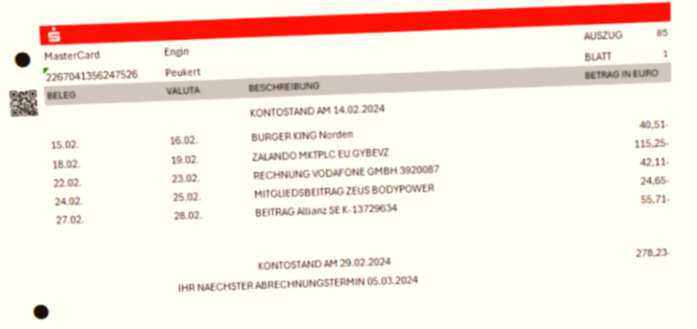 MasterCard Engin AUSZUG 85
2267041356247526 Peukert BLATT 1
BELEG VALUTA BESCHREIBUNG BETRAG IN EURO
KONTOSTAND AM 14.02.2024
15.02. 16.02. BURGER KING Norden 40,51-
18.02. 19.02. ZALANDO MKTPLC EU GYBEVZ 115,25-
22.02. 23.02. RECHNUNG VODAFONE GMBH 3920087 42,11-
24.02. 25.02. MITGLIEDSBEITRAG ZEUS BODYPOWER 24,65-
27.02. 28.02. BEITRAG Allianz SE K-13729634 55,71-
KONTOSTAND AM 29.02.2024 278,23-
IHR NAECHSTER ABRECHNUNGSTERMIN 05.03.2024